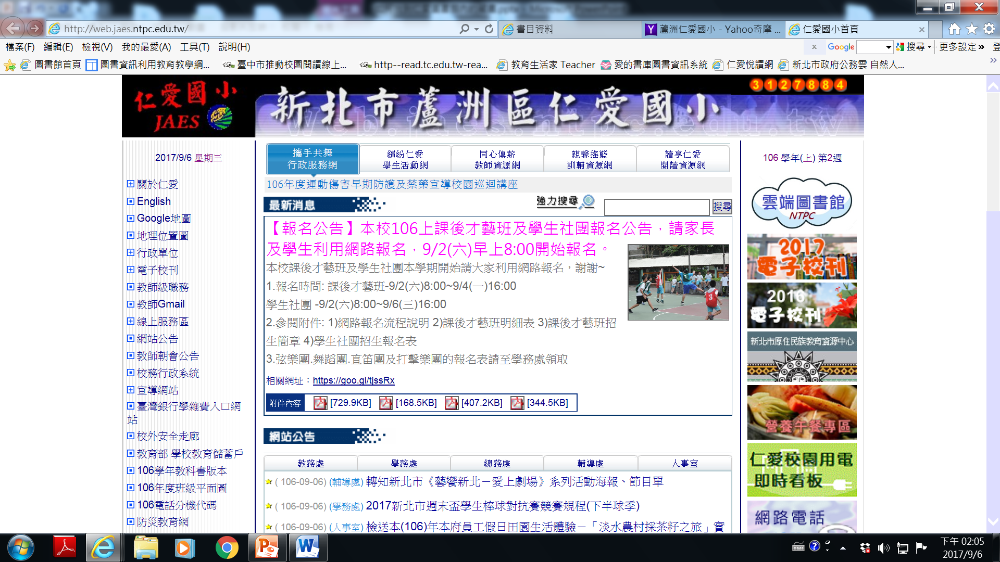 http://web.jaes.ntpc.edu.tw/
書目資料
蘆洲仁愛國小 - Yahoo奇摩 ...
仁愛國小首頁
檔案(F) 編輯(E) 檢視(V) 我的最愛(A) 工具(T) 說明(H)
x Google 搜尋 更多設定 » 登
圖書館首頁 圖書資訊利用教育教學綱... 臺中市推動校園閱讀線上... http--read.tc.edu.tw-rea... 教育生活家 Teacher 愛的書庫圖書資訊系統 仁愛悅讀網 新北市政府公務雲 自然人...
仁愛國小
JAES
新北市蘆洲區仁愛國小
web.jaes.ntpc.edu.tw
3127884
2017/9/6 星期三
關於仁愛
English
Google地圖
地理位置圖
行政單位
電子校刊
教師級職務
教師Gmail
線上服務區
網站公告
教師朝會公告
校務行政系統
宣導網站
臺灣銀行學雜費入口網
站
校外安全走廊
教育部 學校教育儲蓄戶
106學年教科書版本
106年度班級平面圖
106電話分機代碼
防災教育網
攜手共舞
行政服務網
繽紛仁愛
學生活動網
同心傳薪
教師資源網
親馨搖籃
訓輔資源網
讀享仁愛
閱讀資源網
106年度運動傷害早期防護及禁藥宣導校園巡迴講座
最新消息
強力搜尋
搜尋
【報名公告】本校106上課後才藝班及學生社團報名公告，請家長
及學生利用網路報名，9/2(六)早上8:00開始報名。
本校課後才藝班及學生社團本學期開始請大家利用網路報名，謝謝~
1.報名時間: 課後才藝班-9/2(六)8:00~9/4(一)16:00
學生社團 -9/2(六)8:00~9/6(三)16:00
2.參閱附件: 1)網路報名流程說明 2)課後才藝班明細表 3)課後才藝班招
生簡章 4)學生社團招生報名表
3.弦樂團.舞蹈團.直笛團及打擊樂團的報名表請至學務處領取
相關網址：https://goo.gl/tjssRx
附件內容 [729.9KB] [168.5KB] [407.2KB] [344.5KB]
網站公告
教務處 學務處 總務處 輔導處 人事室
( 106-09-06) (輔導處) 轉知新北市《藝饗新北－愛上劇場》系列活動海報、節目單
( 106-09-06) (學務處) 2017新北市週末盃學生棒球對抗賽競賽規程(下半球季)
( 106-09-06) (人事室) 檢送本(106)年本府員工假日田園生活體驗－「淡水農村採茶籽之旅」實
106 學年(上) 第2週
雲端圖書館
NTPC
2017
電子校刊
2016
電子校刊
新北市原住民族教育資源中心
營養午餐專區
仁愛校園用電
即時看板
網路電話
下午 02:05
2017/9/6